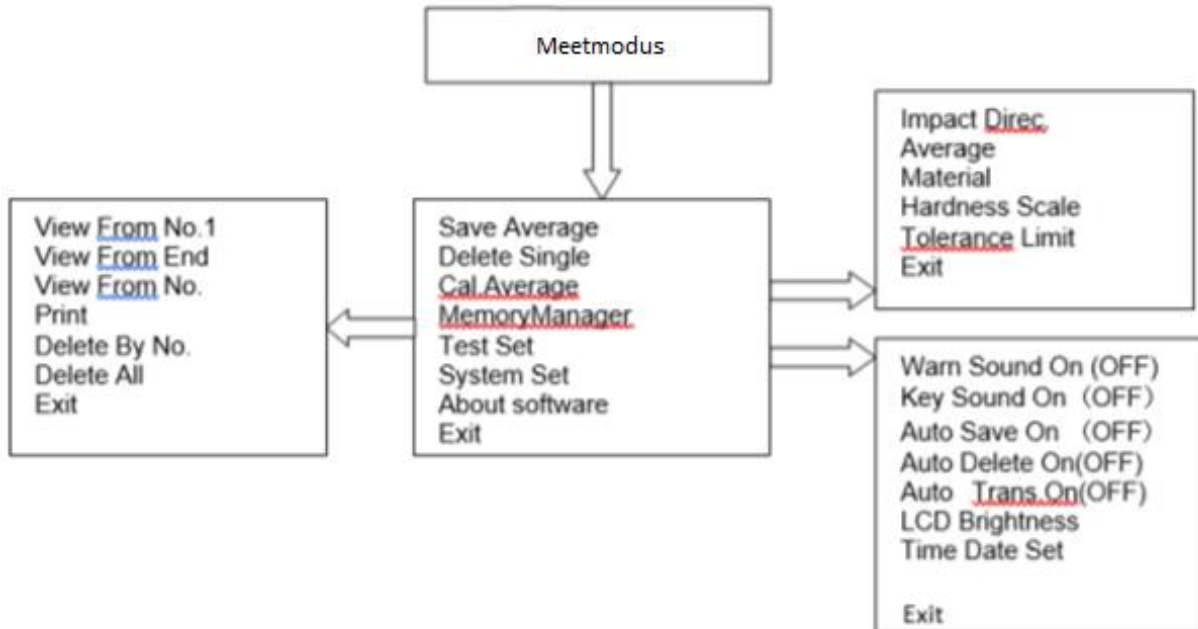 Meetmodus
View From No.1
View From End
View From No.
Print
Delete By No.
Delete All
Exit
Save Average
Delete Single
Cal.Average
MemoryManager
Test Set
System Set
About software
Exit
Impact Direc.
Average
Material
Hardness Scale
Tolerance Limit
Exit
Warn Sound On (OFF)
Key Sound On（OFF）
Auto Save On （OFF）
Auto Delete On(OFF)
Auto Trans.On(OFF)
LCD Brightness
Time Date Set
Exit